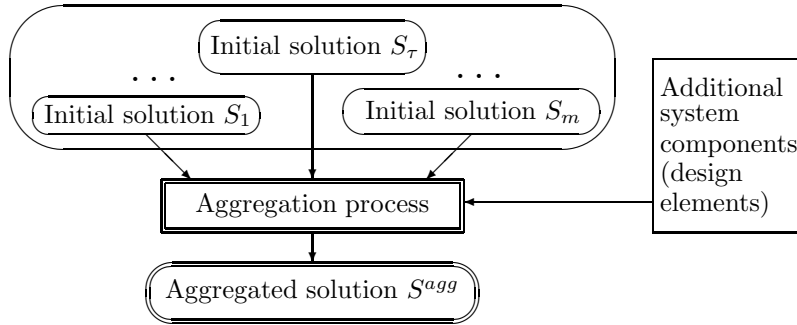 Initial solution S_τ
. . .
. . .
Initial solution S_1
Initial solution S_m
Additional
system
components
(design
elements)
Aggregation process
Aggregated solution S^{agg}